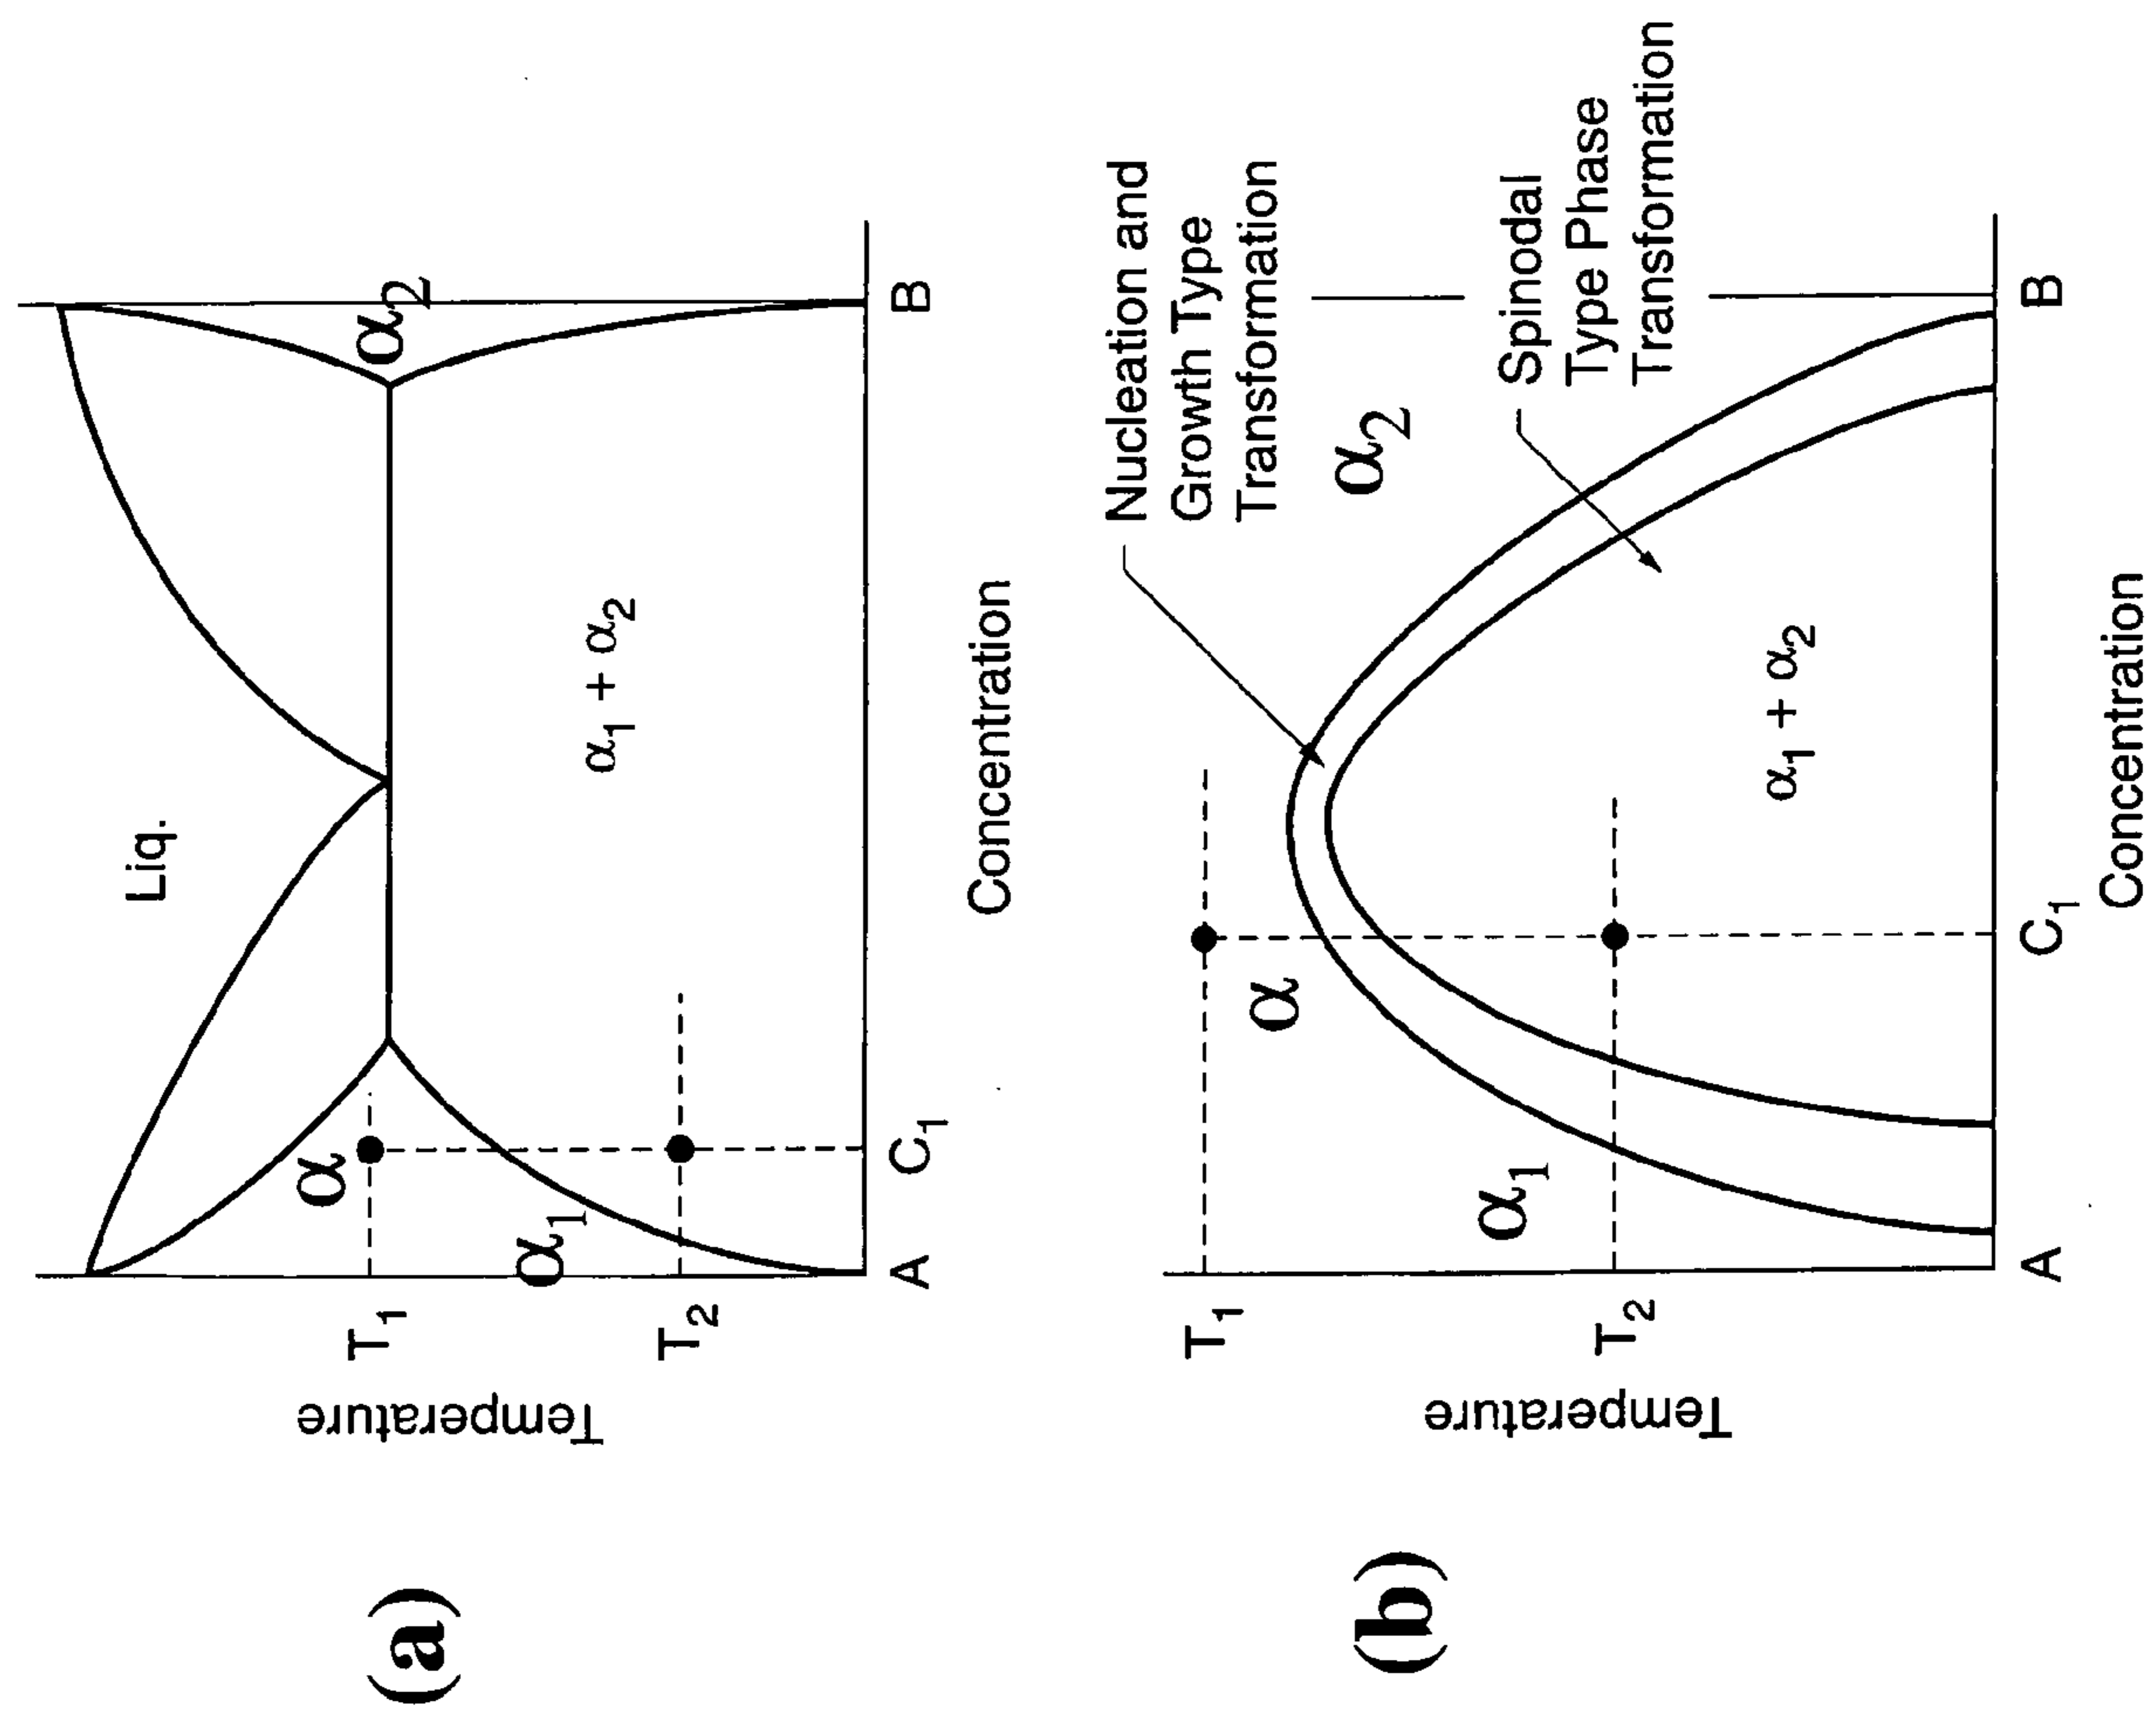 (a)
Temperature
T1
T2
Liq.
α
α1
α2
α1 + α2
A
C1
B
Concentration
(b)
Temperature
T1
T2
Nucleation and
Growth Type
Transformation
Spinodal
Type Phase
Transformation
α
α1
α2
α1 + α2
A
C1
B
Concentration